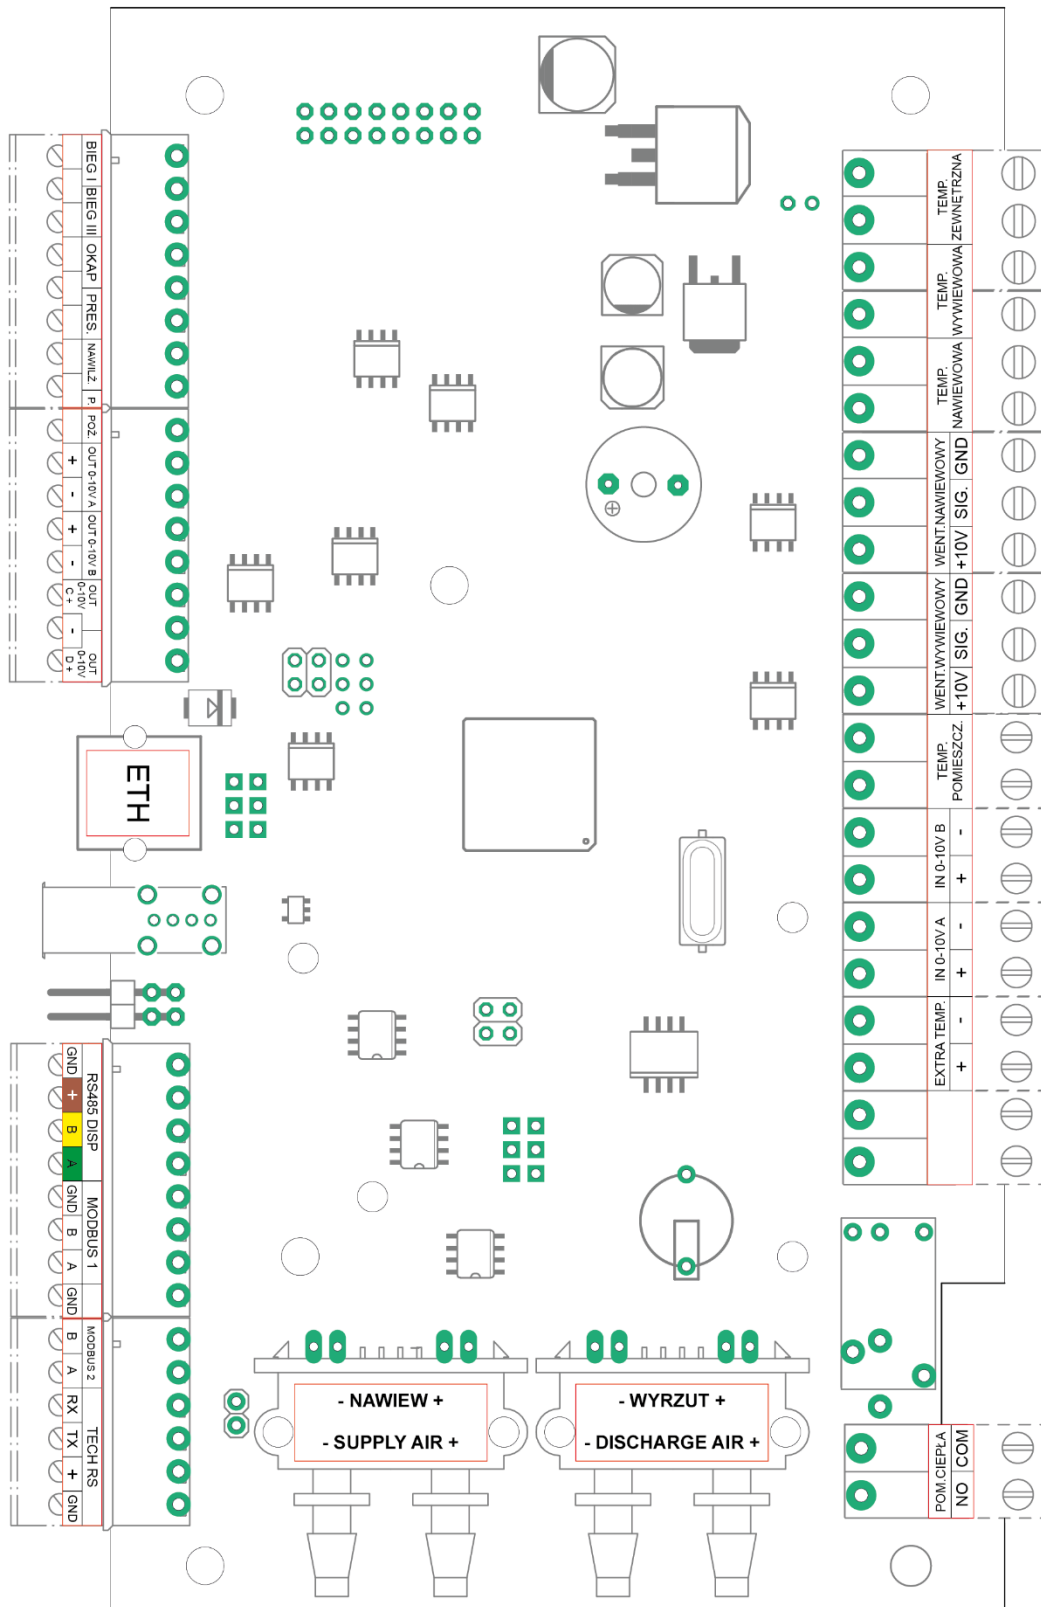 BIEG I
BIEG III
OKAP
PRES.
NAWILŻ.
P.
POŻ.
OUT 0-10V A
+
-
OUT 0-10V B
+
-
OUT
0-10V
C +
-
OUT
0-10V
D +
ETH
RS485 DISP
GND
+
B
A
MODBUS 1
GND
B
A
GND
MODBUS 2
B
A
TECH RS
RX
TX
+
GND
- NAWIEW +
- SUPPLY AIR +
- WYRZUT +
- DISCHARGE AIR +
TEMP.
ZEWNĘTRZNA
TEMP.
WYWIEWOWA
TEMP.
NAWIEWOWA
WENT.NAWIEWOWY
GND
SIG.
+10V
WENT.WYWIEWOWY
GND
SIG.
+10V
TEMP.
POMIESZCZ.
IN 0-10V B
-
+
IN 0-10V A
-
+
EXTRA TEMP.
-
+
POM.CIEPŁA
COM
NO